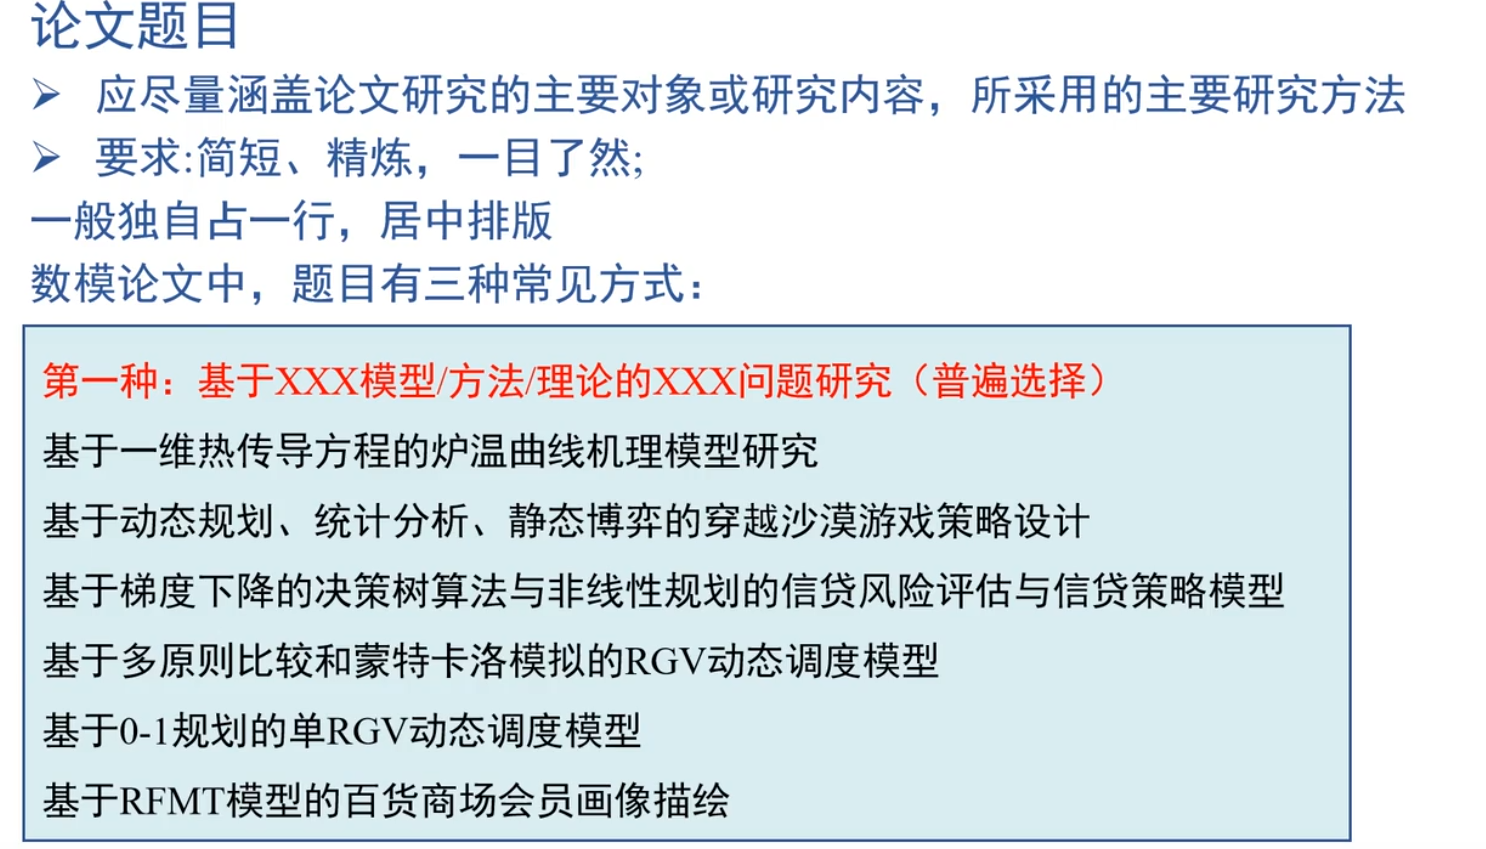 论文题目
➢ 应尽量涵盖论文研究的主要对象或研究内容，所采用的主要研究方法
➢ 要求:简短、精炼，一目了然;
一般独自占一行，居中排版
数模论文中，题目有三种常见方式：
第一种：基于XXX模型/方法/理论的XXX问题研究（普遍选择）
基于一维热传导方程的炉温曲线机理模型研究
基于动态规划、统计分析、静态博弈的穿越沙漠游戏策略设计
基于梯度下降的决策树算法与非线性规划的信贷风险评估与信贷策略模型
基于多原则比较和蒙特卡洛模拟的RGV动态调度模型
基于0-1规划的单RGV动态调度模型
基于RFMT模型的百货商场会员画像描绘